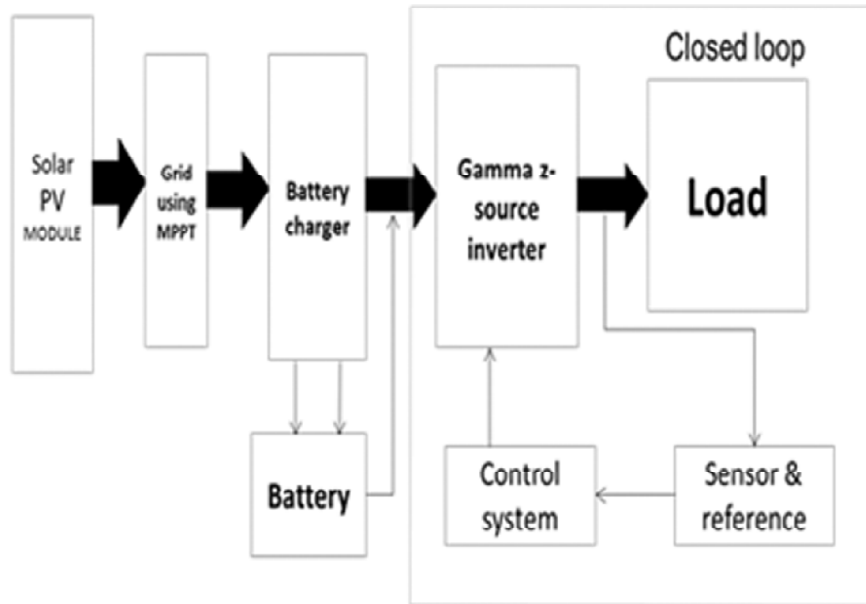 Closed loop
Solar
PV
MODULE
Grid
using
MPPT
Battery
charger
Gamma z-
source
inverter
Load
Battery
Control
system
Sensor &
reference